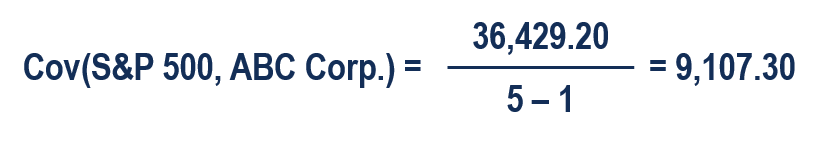 36,429.20
Cov(S&P 500, ABC Corp.) = = 9,107.30
5 – 1